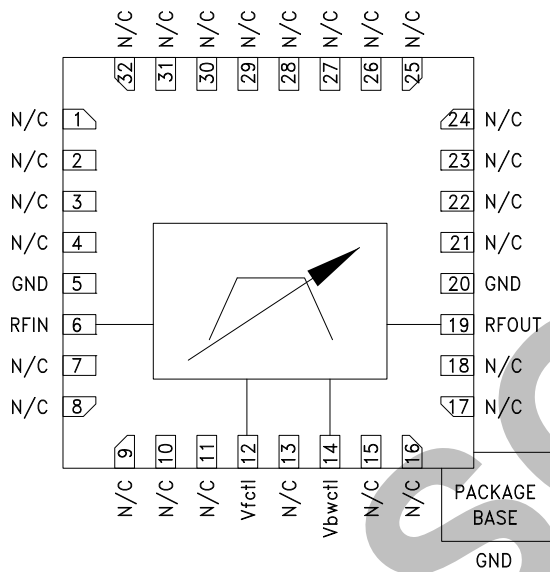 N/C N/C N/C N/C N/C N/C N/C N/C
32 31 30 29 28 27 26 25
N/C 1
N/C 2
N/C 3
N/C 4
GND 5
RFIN 6
N/C 7
N/C 8
24 N/C
23 N/C
22 N/C
21 N/C
20 GND
19 RFOUT
18 N/C
17 N/C
9 10 11 12 13 14 15 16
N/C N/C N/C Vfctl N/C Vbwctl N/C N/C
PACKAGE
BASE
GND